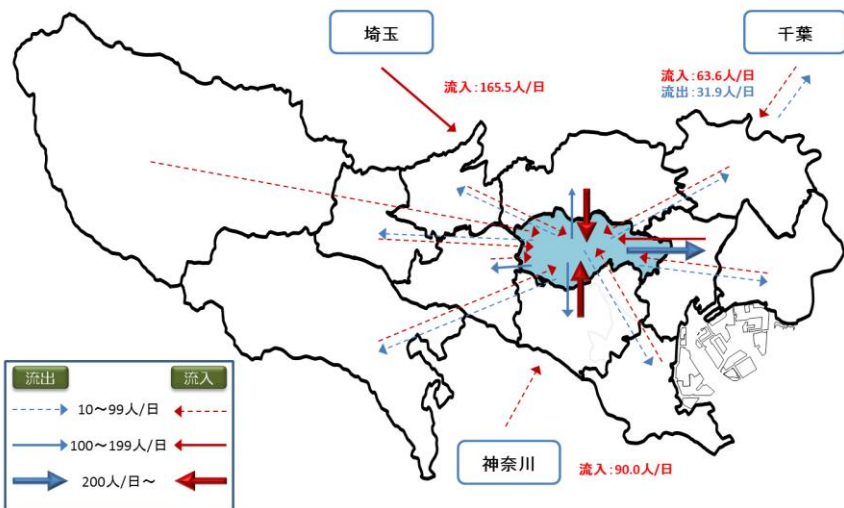 埼玉
千葉
流入：165.5人/日
流入：63.6人/日
流出：31.9人/日
流出
流入
10～99人/日
100～199人/日
200人/日～
神奈川
流入：90.0人/日